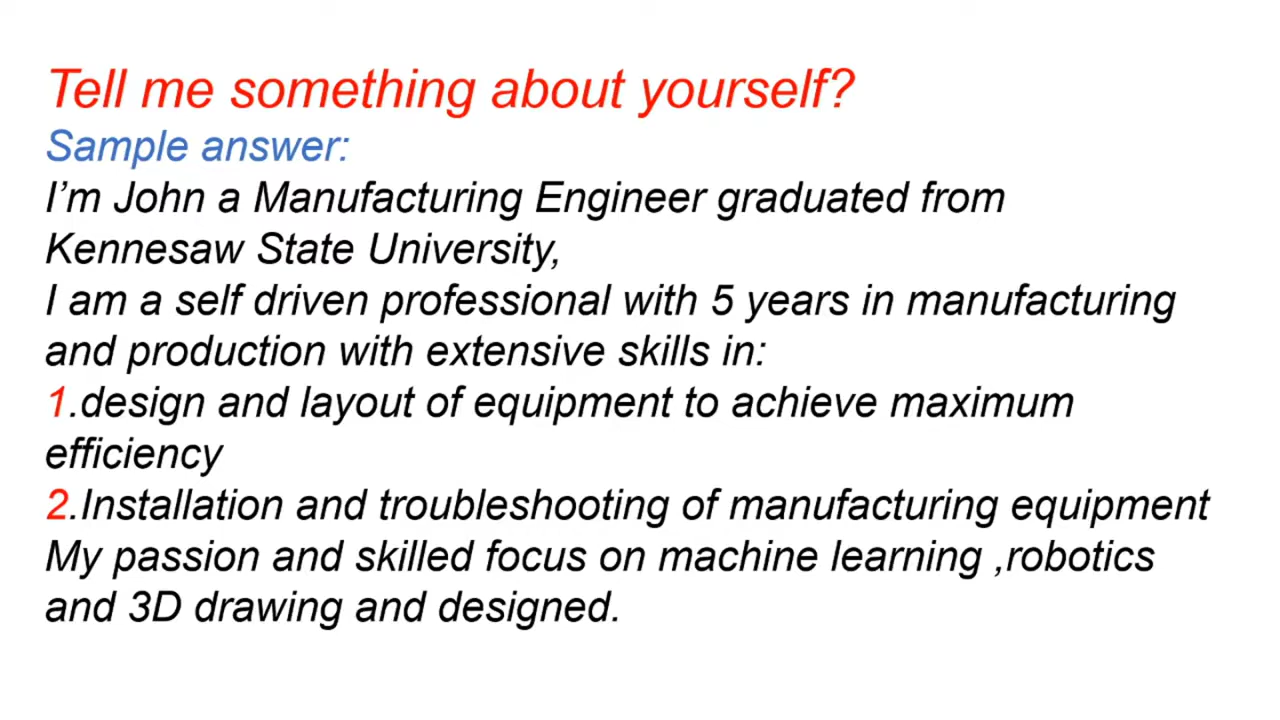 Tell me something about yourself?
Sample answer:
I’m John a Manufacturing Engineer graduated from
Kennesaw State University,
I am a self driven professional with 5 years in manufacturing
and production with extensive skills in:
1.design and layout of equipment to achieve maximum
efficiency
2.Installation and troubleshooting of manufacturing equipment
My passion and skilled focus on machine learning ,robotics
and 3D drawing and designed.